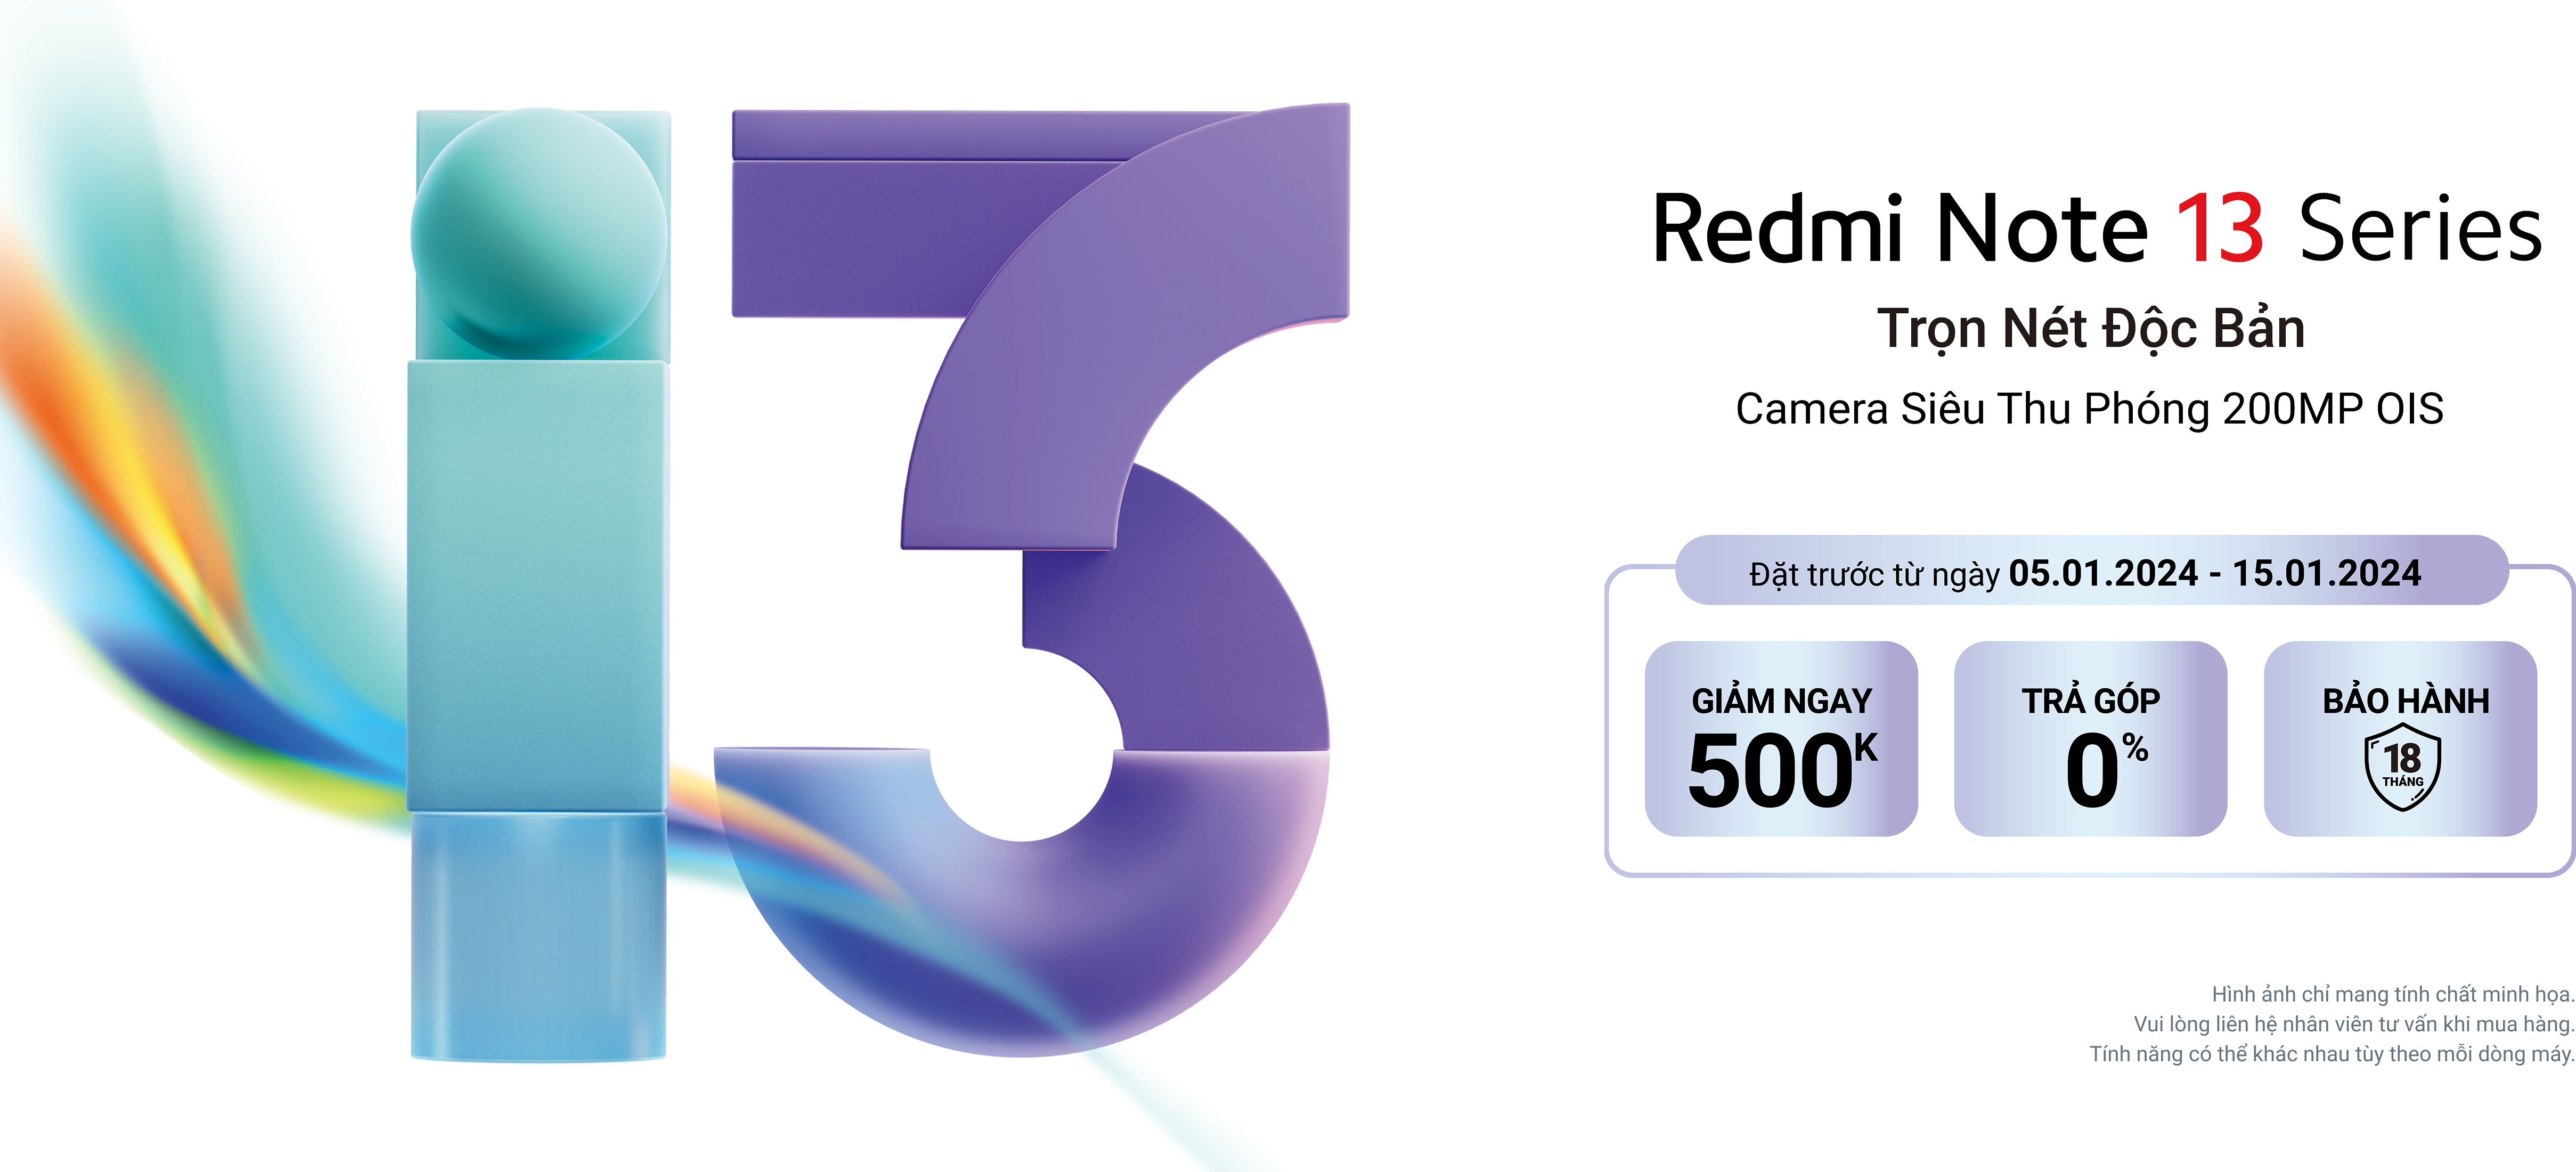 13
Redmi Note 13 Series
Trọn Nét Độc Bản
Camera Siêu Thu Phóng 200MP OIS
Đặt trước từ ngày 05.01.2024 - 15.01.2024
GIẢM NGAY
500K
TRẢ GÓP
0%
BẢO HÀNH
18
THÁNG
Hình ảnh chỉ mang tính chất minh họa.
Vui lòng liên hệ nhân viên tư vấn khi mua hàng.
Tính năng có thể khác nhau tùy theo mỗi dòng máy.